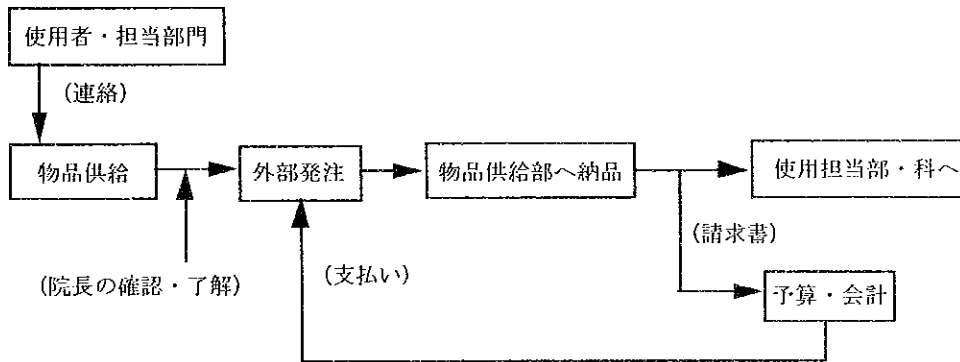 使用者・担当部門
(連絡)
物品供給
外部発注
物品供給部へ納品
使用担当部・科へ
(請求書)
(院長の確認・了解)
(支払い)
予算・会計